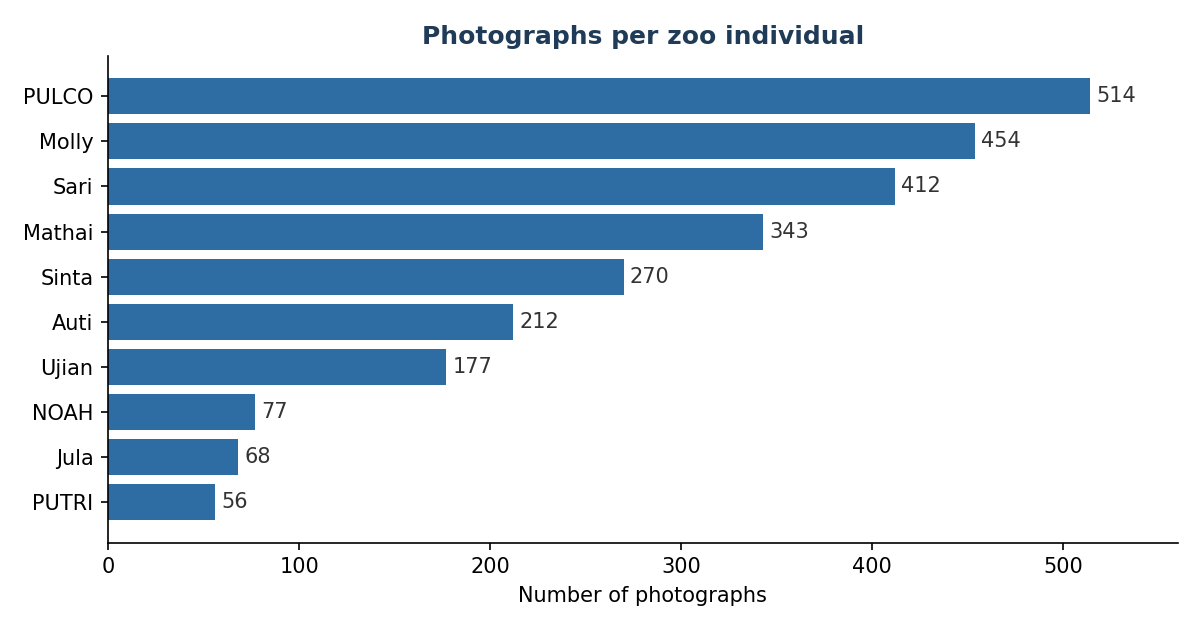 Photographs per zoo individual
PULCO 514
Molly 454
Sari 412
Mathai 343
Sinta 270
Auti 212
Ujian 177
NOAH 77
Jula 68
PUTRI 56
0 100 200 300 400 500
Number of photographs